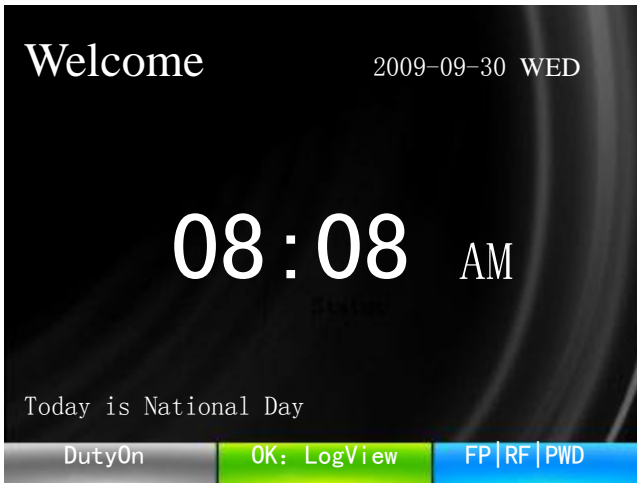 Welcome 2009-09-30 WED
08:08 AM
Today is National Day
DutyOn OK: LogView FP|RF|PWD